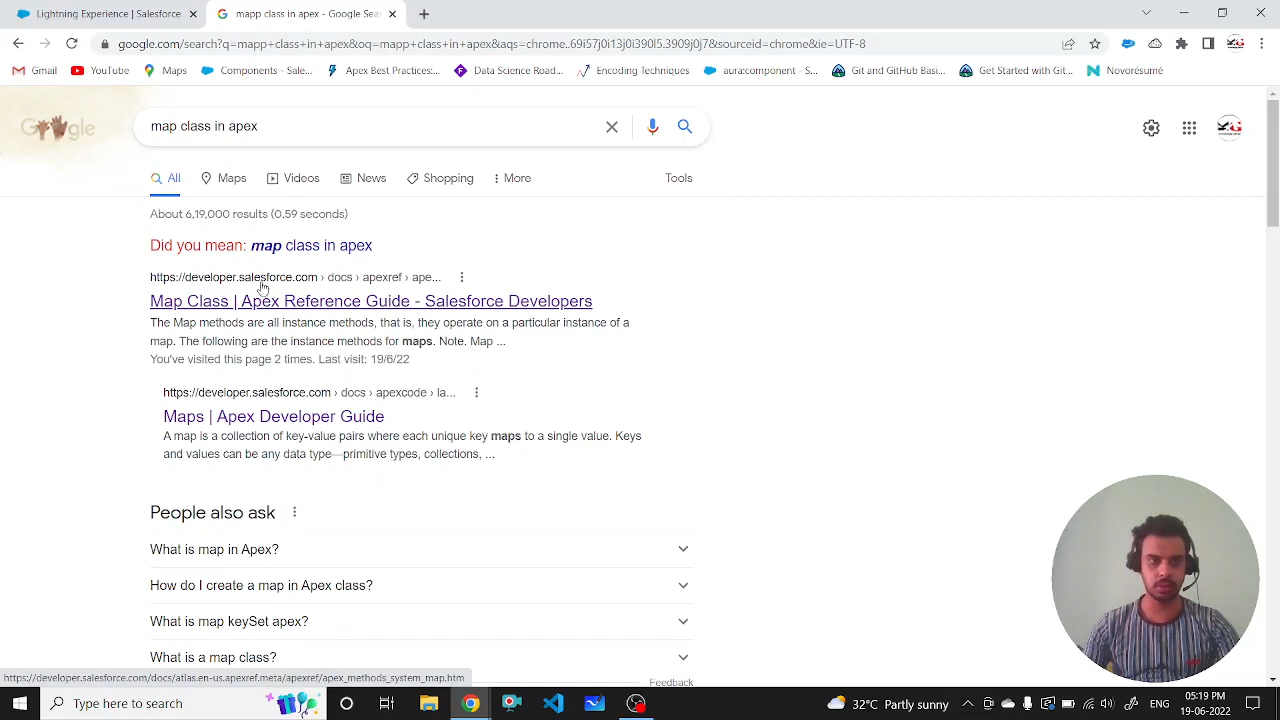 Lightning Experience | Salesforce
mapp class in apex - Google Sea
google.com/search?q=mapp+class+in+apex&oq=mapp+class+in+apex&aqs=chrome..69i57j0i13j0i390l5.3909j0j7&sourceid=chrome&ie=UTF-8
Gmail
YouTube
Maps
Components - Sale...
Apex Best Practices...
Data Science Road...
Encoding Techniques
aura:component - S...
Git and GitHub Basi...
Get Started with Git...
Novorésumé
Google
map class in apex
All
Maps
Videos
News
Shopping
More
Tools
About 6,19,000 results (0.59 seconds)
Did you mean: map class in apex
https://developer.salesforce.com › docs › apexref › ape...
Map Class | Apex Reference Guide - Salesforce Developers
The Map methods are all instance methods, that is, they operate on a particular instance of a
map. The following are the instance methods for maps. Note. Map ...
You've visited this page 2 times. Last visit: 19/6/22
https://developer.salesforce.com › docs › apexcode › la...
Maps | Apex Developer Guide
A map is a collection of key-value pairs where each unique key maps to a single value. Keys
and values can be any data type—primitive types, collections, ...
People also ask
What is map in Apex?
How do I create a map in Apex class?
What is map keySet apex?
What is a map class?
Feedback
https://developer.salesforce.com/docs/atlas.en-us.apexref.meta/apexref/apex_methods_system_map.htm
Type here to search
32°C Partly sunny
05:19 PM
19-06-2022